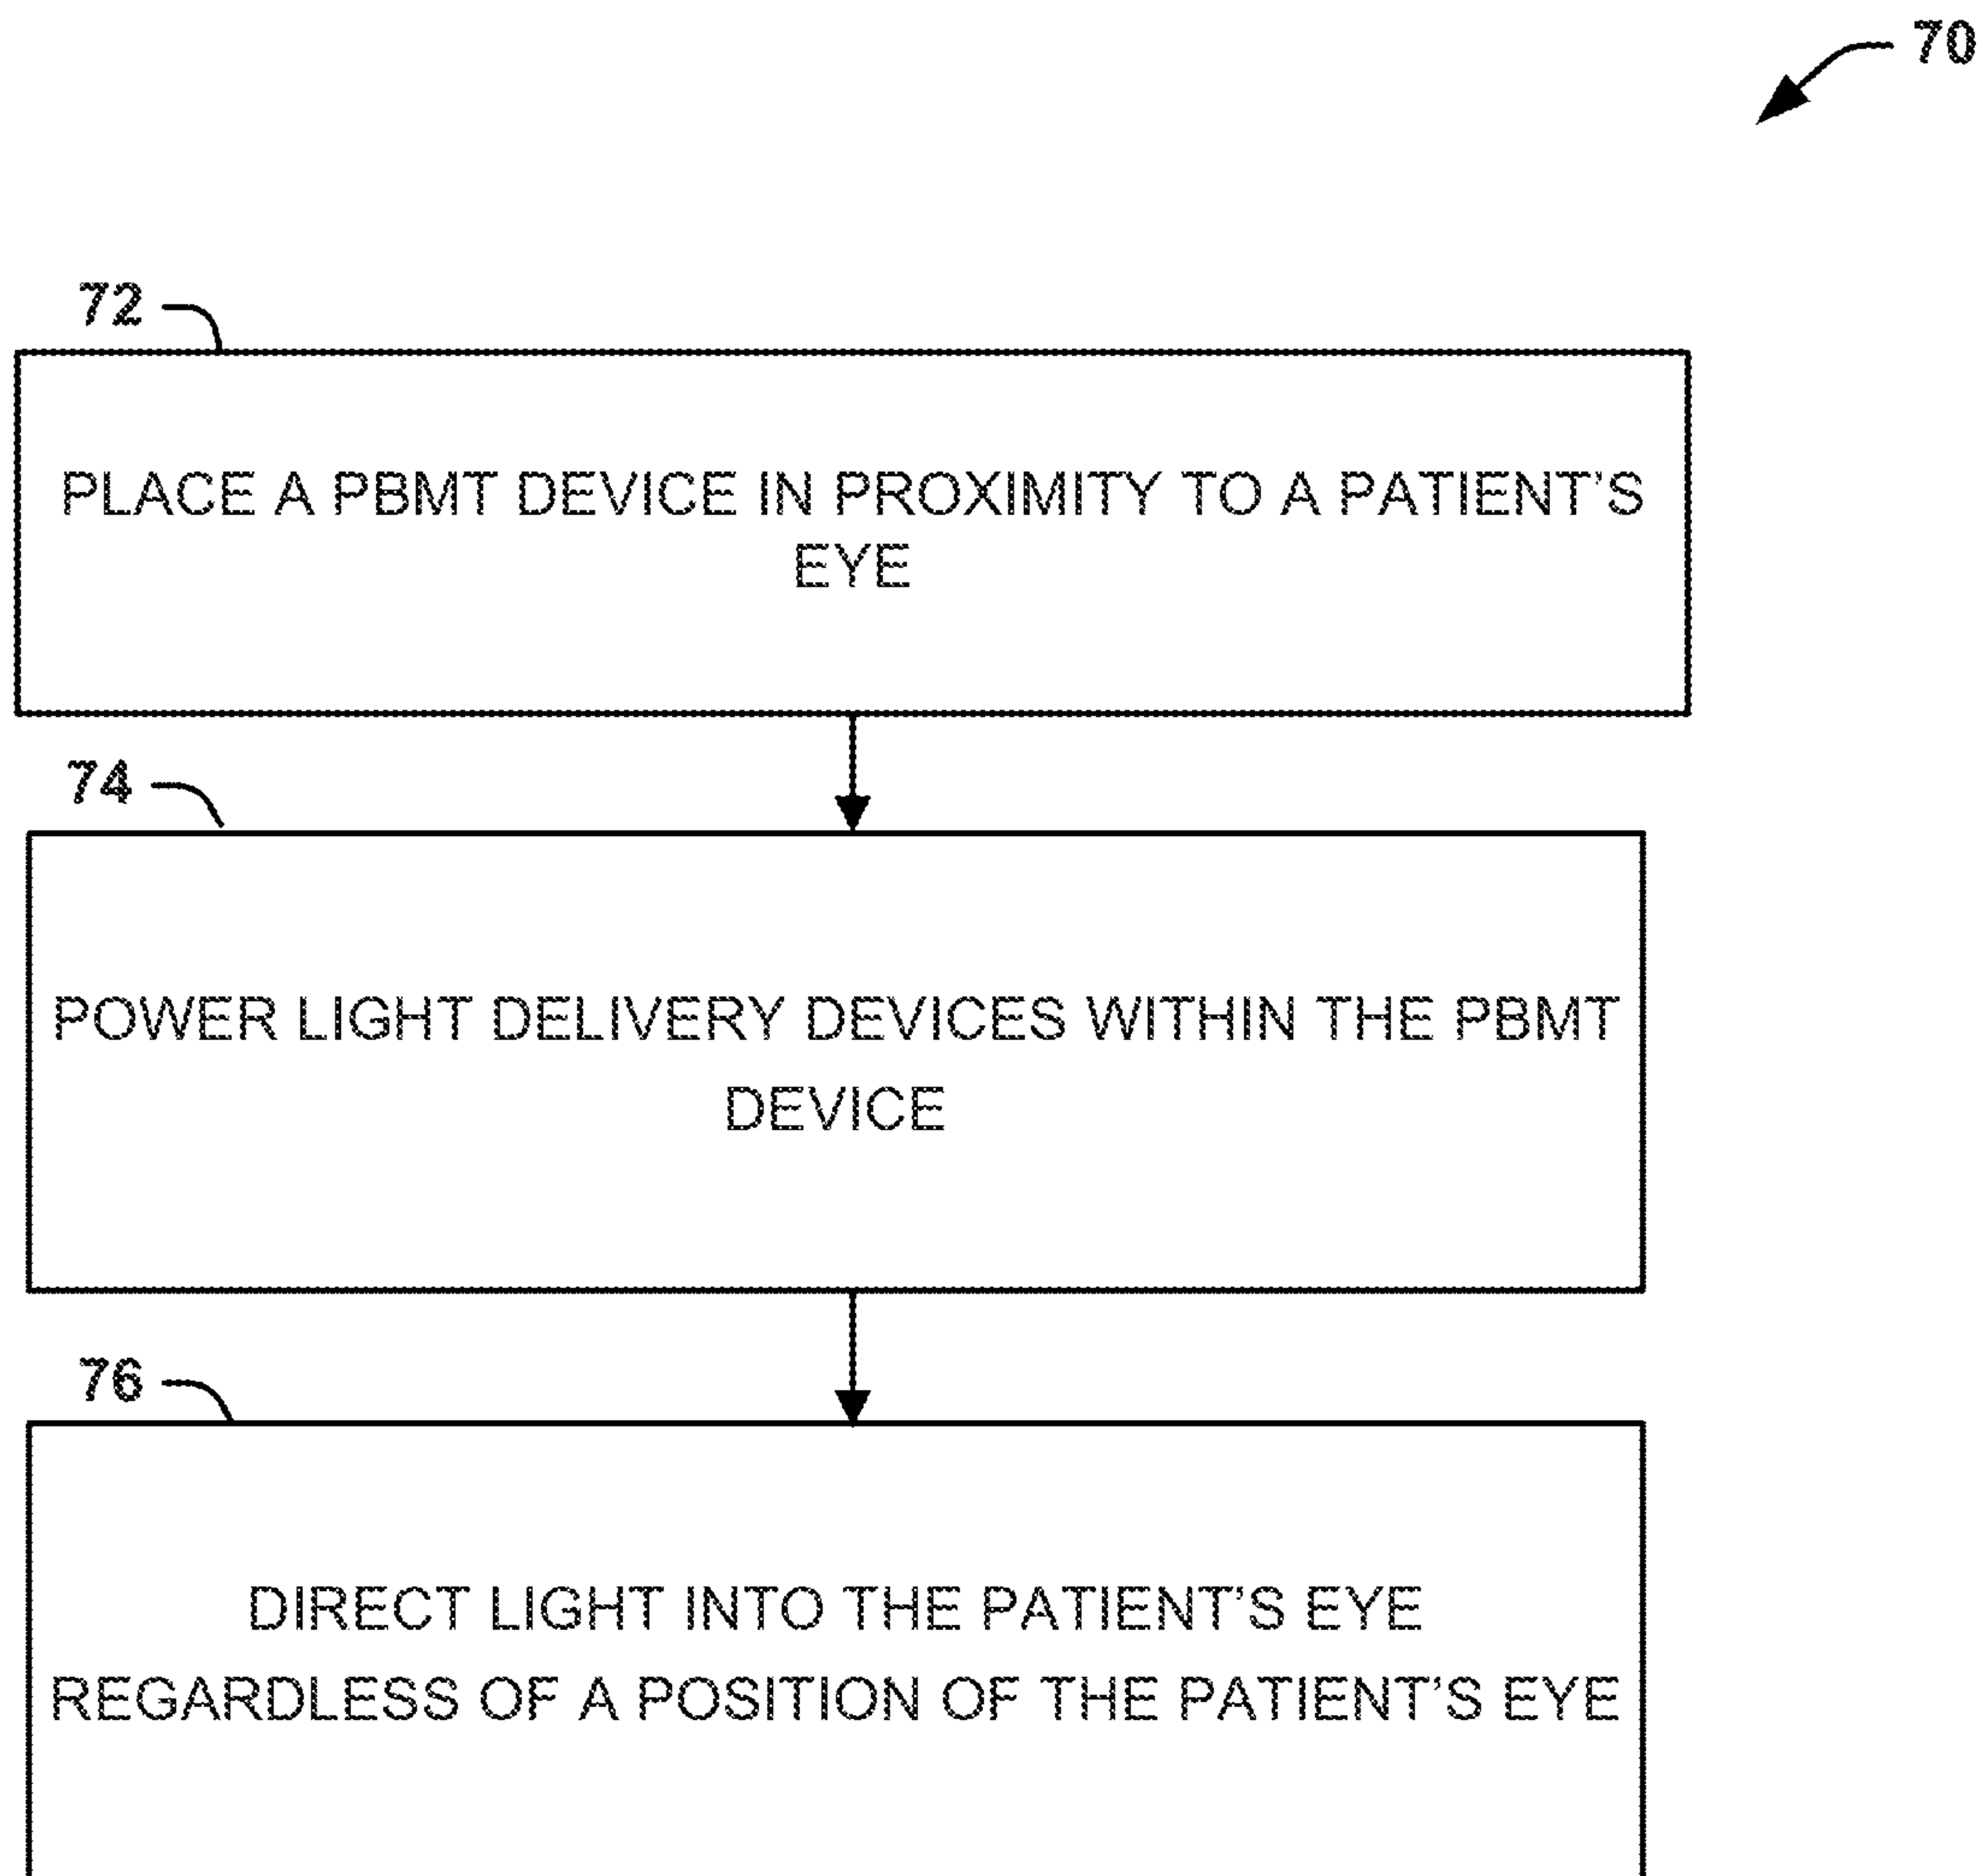 70
72
PLACE A PBMT DEVICE IN PROXIMITY TO A PATIENT'S
EYE
74
POWER LIGHT DELIVERY DEVICES WITHIN THE PBMT
DEVICE
76
DIRECT LIGHT INTO THE PATIENT'S EYE
REGARDLESS OF A POSITION OF THE PATIENT'S EYE